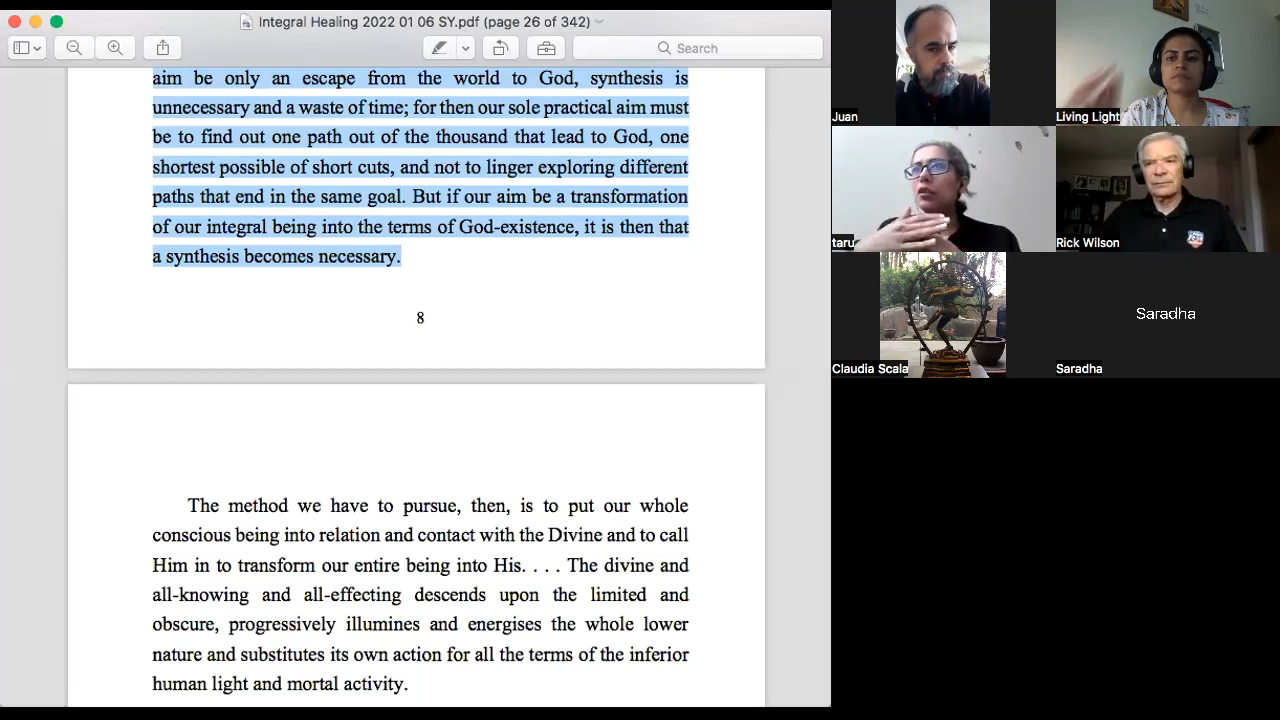 Integral Healing 2022 01 06 SY.pdf (page 26 of 342)
Search
aim be only an escape from the world to God, synthesis is
unnecessary and a waste of time; for then our sole practical aim must
be to find out one path out of the thousand that lead to God, one
shortest possible of short cuts, and not to linger exploring different
paths that end in the same goal. But if our aim be a transformation
of our integral being into the terms of God-existence, it is then that
a synthesis becomes necessary.
8
The method we have to pursue, then, is to put our whole
conscious being into relation and contact with the Divine and to call
Him in to transform our entire being into His. . . . The divine and
all-knowing and all-effecting descends upon the limited and
obscure, progressively illumines and energises the whole lower
nature and substitutes its own action for all the terms of the inferior
human light and mortal activity.
Juan
Living Light
taru
Rick Wilson
Claudia Scala
Saradha
Saradha